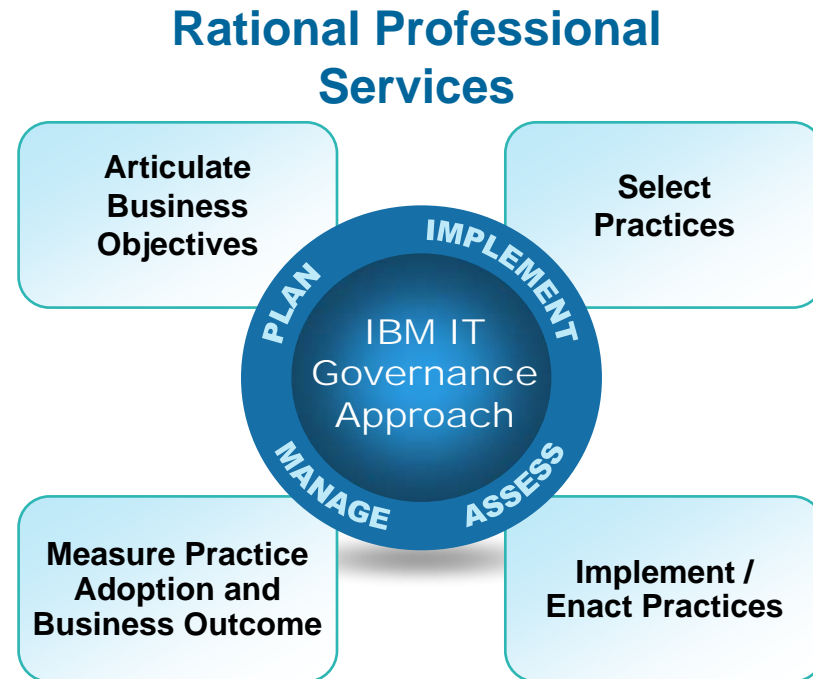 Rational Professional
Services
Articulate
Business
Objectives
Select
Practices
PLAN
IMPLEMENT
IBM IT
Governance
Approach
MANAGE
ASSESS
Measure Practice
Adoption and
Business Outcome
Implement /
Enact Practices